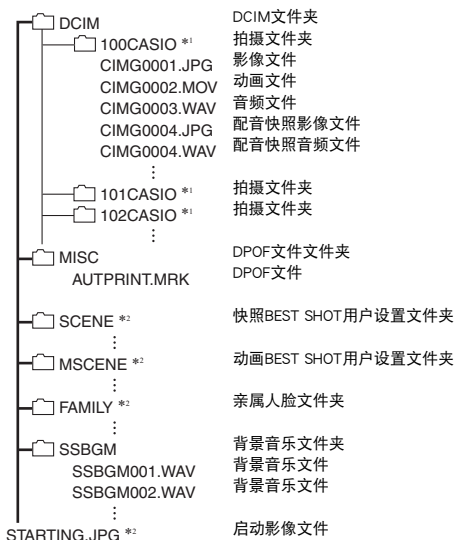 DCIM DCIM文件夹
100CASIO *1 拍摄文件夹
CIMG0001.JPG 影像文件
CIMG0002.MOV 动画文件
CIMG0003.WAV 音频文件
CIMG0004.JPG 配音快照影像文件
CIMG0004.WAV 配音快照音频文件
101CASIO *1 拍摄文件夹
102CASIO *1 拍摄文件夹
MISC DPOF文件文件夹
AUTPRINT.MRK DPOF文件
SCENE *2 快照BEST SHOT用户设置文件夹
MSCENE *2 动画BEST SHOT用户设置文件夹
FAMILY *2 亲属人脸文件夹
SSBGM 背景音乐文件夹
SSBGM001.WAV 背景音乐文件
SSBGM002.WAV 背景音乐文件
STARTING.JPG *2 启动影像文件